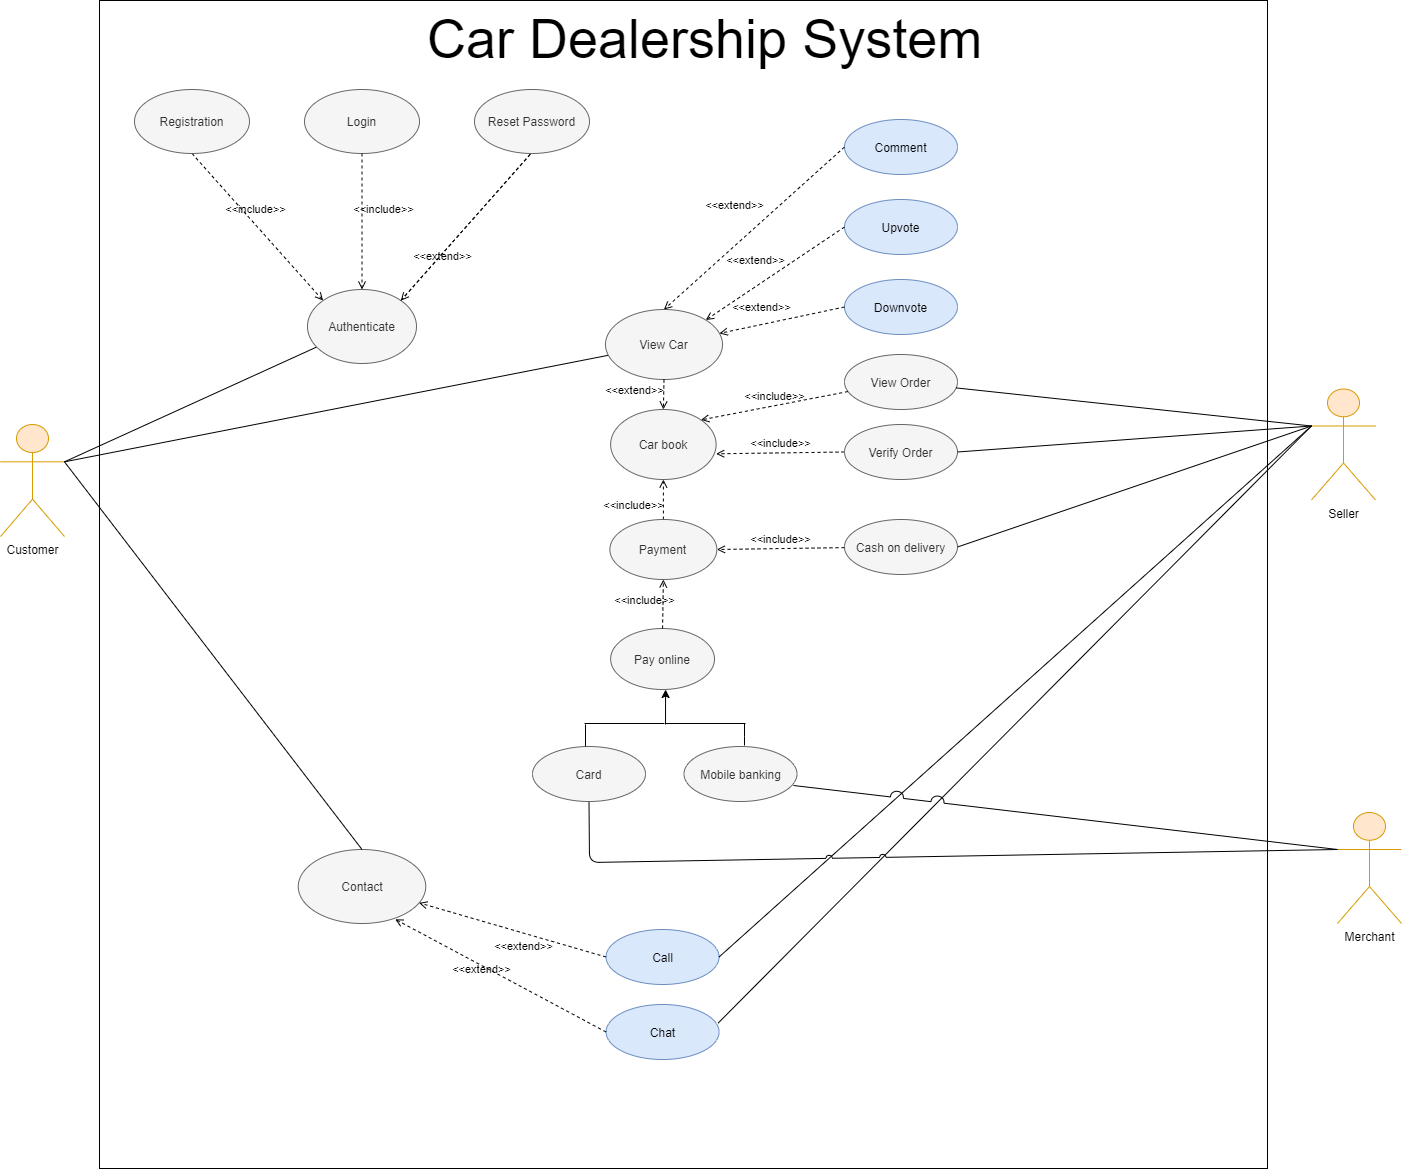 Car Dealership System
Registration
Login
Reset Password
Comment
<<include>>
<<include>>
<<extend>>
<<extend>>
Upvote
<<extend>>
Downvote
<<extend>>
Authenticate
View Car
<<extend>>
View Order
<<include>>
Car book
<<include>>
Verify Order
<<include>>
Payment
<<include>>
Cash on delivery
<<include>>
Pay online
Card
Mobile banking
Customer
Seller
Merchant
Contact
<<extend>>
Call
<<extend>>
Chat